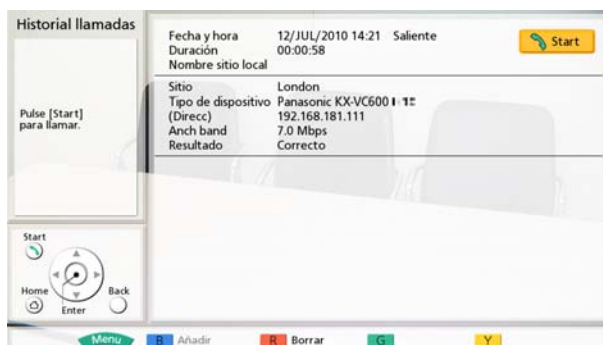 Historial llamadas
Pulse [Start]
para llamar.
Fecha y hora 12/JUL/2010 14:21 Saliente
Duración 00:00:58
Nombre sitio local
Start
Sitio London
Tipo de dispositivo Panasonic KX-VC600
(Direcc) 192.168.181.111
Anch band 7.0 Mbps
Resultado Correcto
Start
Home
Enter
Back
Menu B Añadir R Borrar G Y